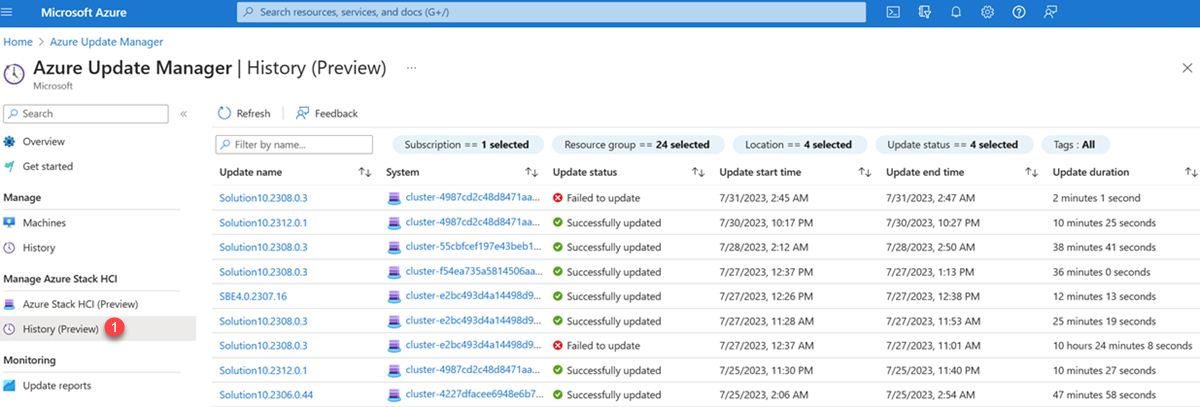 Microsoft Azure
Search resources, services, and docs (G+/)
Home > Azure Update Manager
Azure Update Manager | History (Preview) ...
Microsoft
Search
«
Refresh
Feedback
Overview
Get started
Manage
Machines
History
Manage Azure Stack HCI
Azure Stack HCI (Preview)
History (Preview) 1
Monitoring
Update reports
Filter by name...
Subscription == 1 selected
Resource group == 24 selected
Location == 4 selected
Update status == 4 selected
Tags : All
Update name ↑↓ System ↑↓ Update status ↑↓ Update start time ↑↓ Update end time ↑↓ Update duration ↑↓
Solution10.2308.0.3 cluster-4987cd2c48d8471aa... Failed to update 7/31/2023, 2:45 AM 7/31/2023, 2:47 AM 2 minutes 1 second
Solution10.2312.0.1 cluster-4987cd2c48d8471aa... Successfully updated 7/30/2023, 10:17 PM 7/30/2023, 10:27 PM 10 minutes 25 seconds
Solution10.2308.0.3 cluster-55cbfcef197e43beb1... Successfully updated 7/28/2023, 2:12 AM 7/28/2023, 2:50 AM 38 minutes 41 seconds
Solution10.2308.0.3 cluster-f54ea735a5814506aa... Successfully updated 7/27/2023, 12:37 PM 7/27/2023, 1:13 PM 36 minutes 0 seconds
SBE4.0.2307.16 cluster-e2bc493d4a14498d9... Successfully updated 7/27/2023, 12:26 PM 7/27/2023, 12:38 PM 12 minutes 13 seconds
Solution10.2308.0.3 cluster-e2bc493d4a14498d9... Successfully updated 7/27/2023, 11:28 AM 7/27/2023, 11:53 AM 25 minutes 19 seconds
Solution10.2308.0.3 cluster-e2bc493d4a14498d9... Failed to update 7/27/2023, 12:37 AM 7/27/2023, 11:01 AM 10 hours 24 minutes 8 seconds
Solution10.2312.0.1 cluster-4987cd2c48d8471aa... Successfully updated 7/25/2023, 11:30 PM 7/25/2023, 11:40 PM 10 minutes 27 seconds
Solution10.2306.0.44 cluster-4227dfacee6948e6b7... Successfully updated 7/25/2023, 2:06 AM 7/25/2023, 2:54 AM 47 minutes 58 seconds